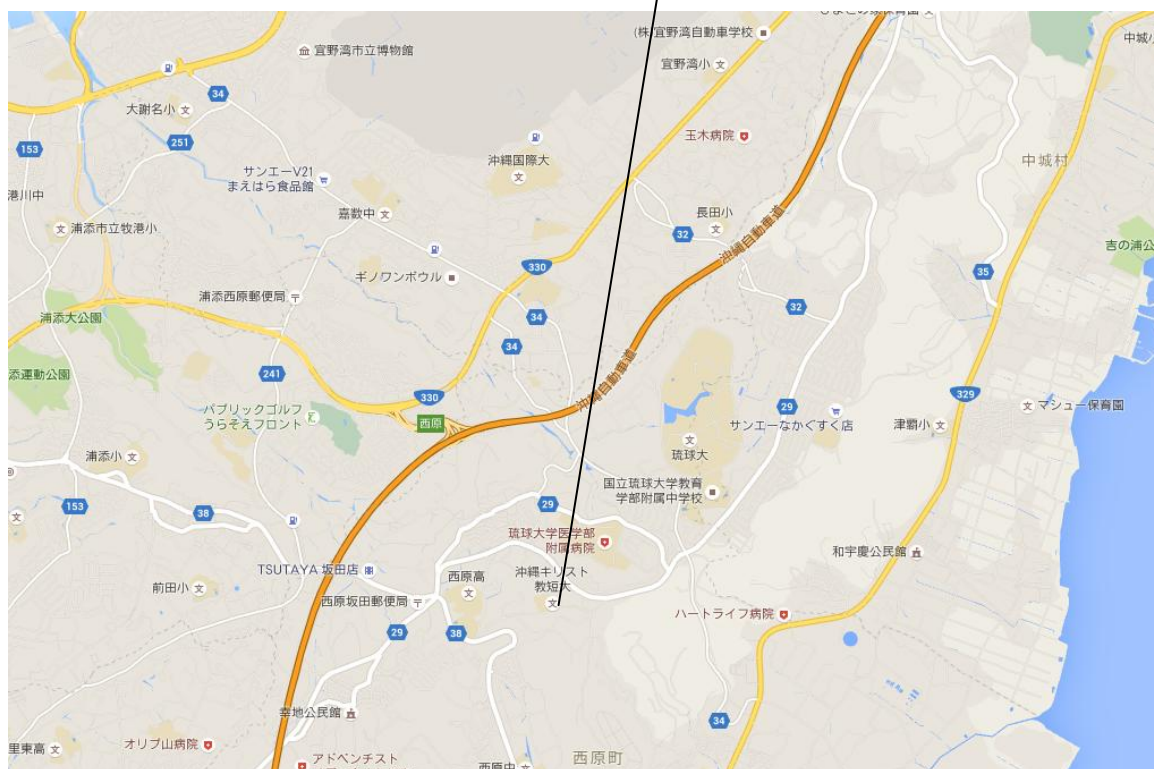 (株)宜野湾自動車学校
宜野湾市立博物館
中城小
宜野湾小
34
大謝名小
153
251
玉木病院
沖縄国際大
中城村
サンエーV21
まえはら食品館
港川中
嘉数中
長田小
浦添市立牧港小
32
沖縄自動車道
吉の浦公
330
35
ギノワンボウル
浦添西原郵便局
32
浦添大公園
34
34
添運動公園
241
沖縄自動車道
330
329
29
パブリックゴルフ
うらそえフロント
西原
マシュー保育園
サンエーなかぐすく店
津覇小
琉球大
浦添小
国立琉球大学教育
学部附属中学校
153
38
29
琉球大学医学部
附属病院
和宇慶公民館
TSUTAYA 坂田店
西原高
沖縄キリスト
教短大
前田小
西原坂田郵便局
ハートライフ病院
29
38
幸地公民館
34
里東高
オリブ山病院
アドベンチスト
西原町
西原中